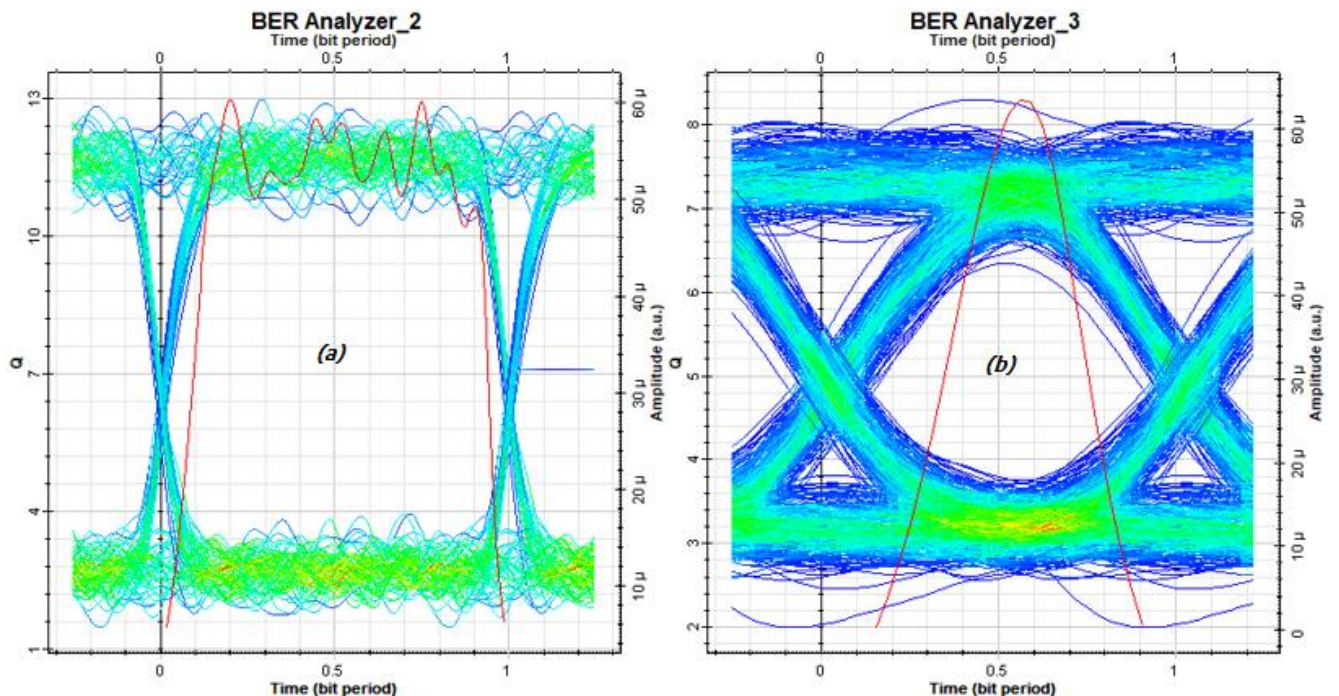 BER Analyzer_2
Time (bit period)
0 0.5 1
13
10
7
4
1
Q
(a)
60 µ
50 µ
40 µ
30 µ
20 µ
10 µ
Amplitude (a.u.)
0 0.5 1
Time (bit period)
BER Analyzer_3
Time (bit period)
0 0.5 1
8
7
6
5
4
3
2
Q
(b)
60 µ
50 µ
40 µ
30 µ
20 µ
10 µ
0
Amplitude (a.u.)
0 0.5 1
Time (bit period)